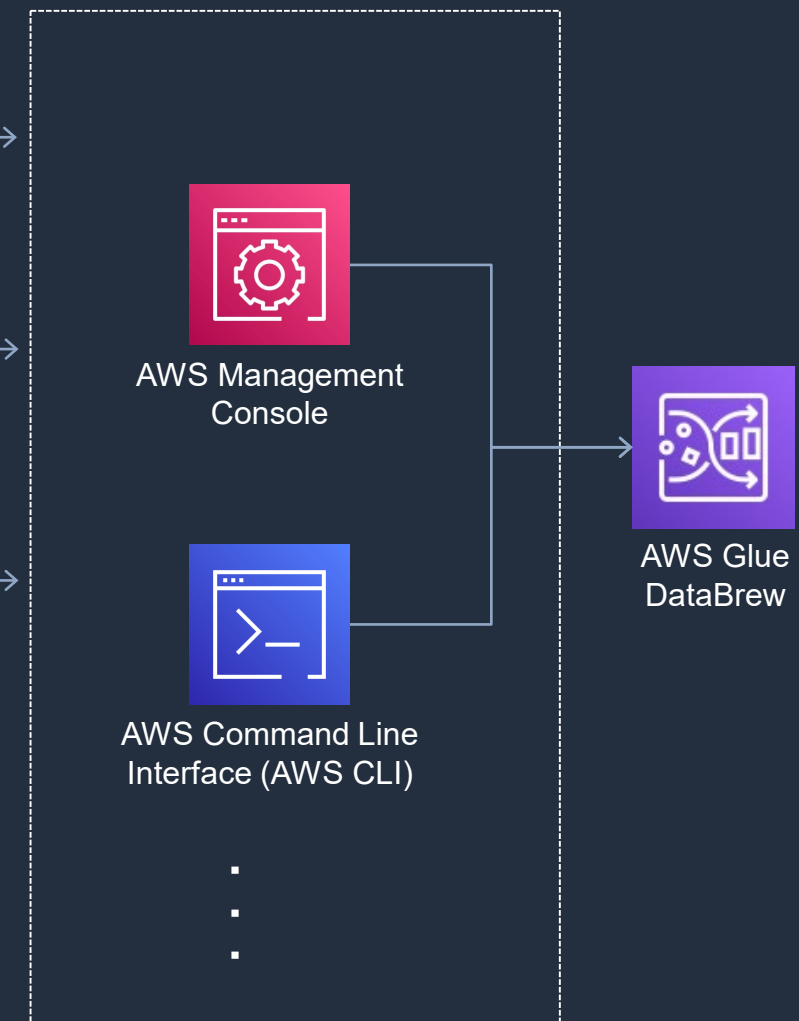 AWS Management
Console
AWS Glue
DataBrew
AWS Command Line
Interface (AWS CLI)